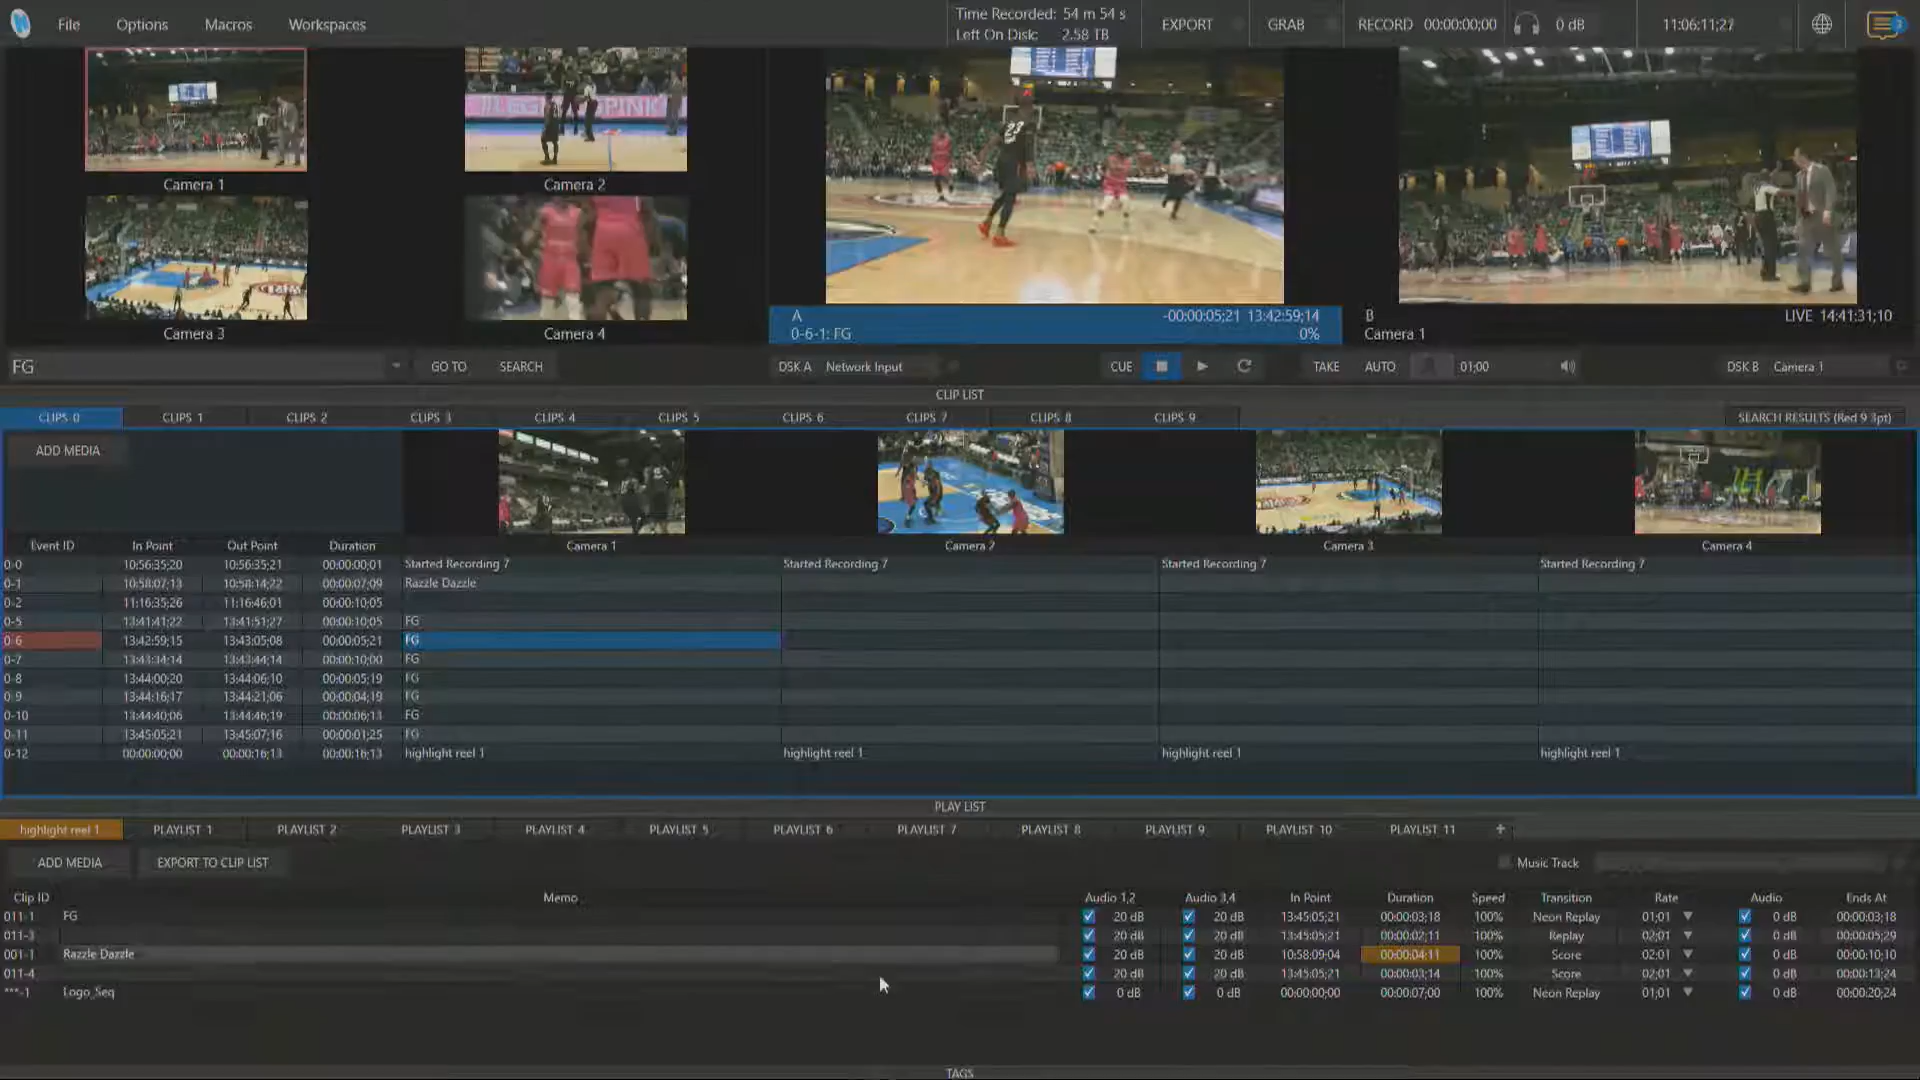 File Options Macros Workspaces
Time Recorded: 54 m 54 s
Left On Disk: 2.58 TB
EXPORT GRAB RECORD 00:00:00;00 0 dB 11:06:11;27
Camera 1 Camera 2
Camera 3 Camera 4
23
A -00:00:05;21 13:42:59;14
0-6-1: FG 0%
B LIVE 14:41:31;10
Camera 1
FG GO TO SEARCH DSK A Network Input CUE TAKE AUTO 01;00 DSK B Camera 1
CLIP LIST
CLIPS 0 CLIPS 1 CLIPS 2 CLIPS 3 CLIPS 4 CLIPS 5 CLIPS 6 CLIPS 7 CLIPS 8 CLIPS 9 SEARCH RESULTS (Red 9 3pt)
ADD MEDIA
Event ID In Point Out Point Duration Camera 1 Camera 2 Camera 3 Camera 4
0-0 10:56:35;20 10:56:35;21 00:00:00;01 Started Recording 7 Started Recording 7 Started Recording 7 Started Recording 7
0-1 10:58:07;13 10:58:14;22 00:00:07;09 Razzle Dazzle
0-2 11:16:35;26 11:16:46;01 00:00:10;05
0-5 13:41:41;22 13:41:51;27 00:00:10;05 FG
0-6 13:42:59;15 13:43:05;08 00:00:05;21 FG
0-7 13:43:34;14 13:43:44;14 00:00:10;00 FG
0-8 13:44:00;20 13:44:06;10 00:00:05;19 FG
0-9 13:44:16;17 13:44:21;06 00:00:04;19 FG
0-10 13:44:40;06 13:44:46;19 00:00:06;13 FG
0-11 13:45:05;21 13:45:07;16 00:00:01;25 FG
0-12 00:00:00;00 00:00:16;13 00:00:16;13 highlight reel 1 highlight reel 1 highlight reel 1 highlight reel 1
PLAY LIST
highlight reel 1 PLAYLIST 1 PLAYLIST 2 PLAYLIST 3 PLAYLIST 4 PLAYLIST 5 PLAYLIST 6 PLAYLIST 7 PLAYLIST 8 PLAYLIST 9 PLAYLIST 10 PLAYLIST 11 +
ADD MEDIA EXPORT TO CLIP LIST Music Track
Clip ID Memo Audio 1,2 Audio 3,4 In Point Duration Speed Transition Rate Audio Ends At
011-1 FG 20 dB 20 dB 13:45:05;21 00:00:03;18 100% Neon Replay 01;01 0 dB 00:00:03;18
011-3 20 dB 20 dB 13:45:05;21 00:00:02;11 100% Replay 02;01 0 dB 00:00:05;29
001-1 Razzle Dazzle 20 dB 20 dB 10:58:09;04 00:00:04;11 100% Score 02;01 0 dB 00:00:10;10
011-4 20 dB 20 dB 13:45:05;21 00:00:03;14 100% Score 02;01 0 dB 00:00:13;24
***-1 Logo_Seq 0 dB 0 dB 00:00:00;00 00:00:07;00 100% Neon Replay 01;01 0 dB 00:00:20;24
TAGS